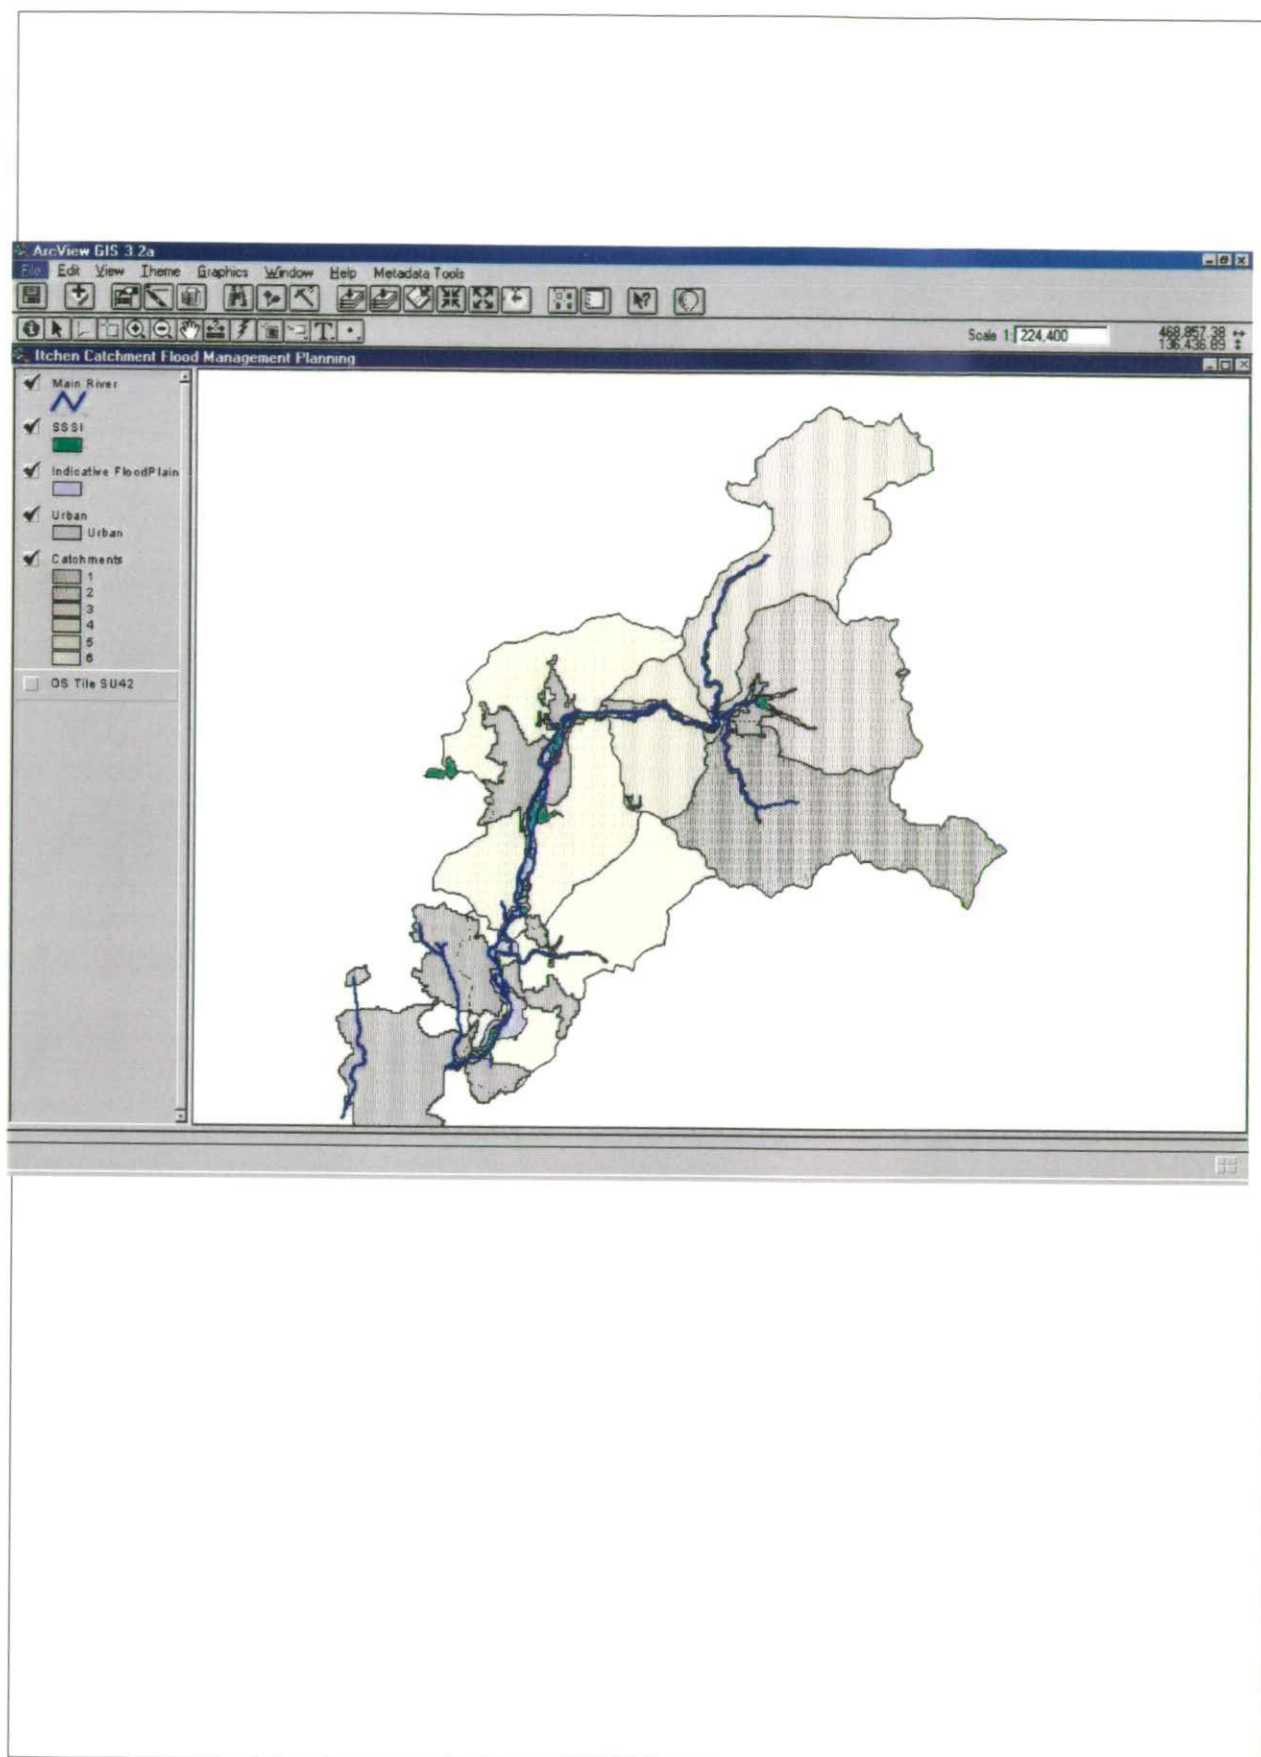 ArcView GIS 3.2a
File Edit View Theme Graphics Window Help Metadata Tools
Scale 1: 224,400
468,857.38
136,436.89
Itchen Catchment Flood Management Planning
Main River
SSSI
Indicative FloodPlain
Urban
Urban
Catchments
1
2
3
4
5
6
OS Tile SU42